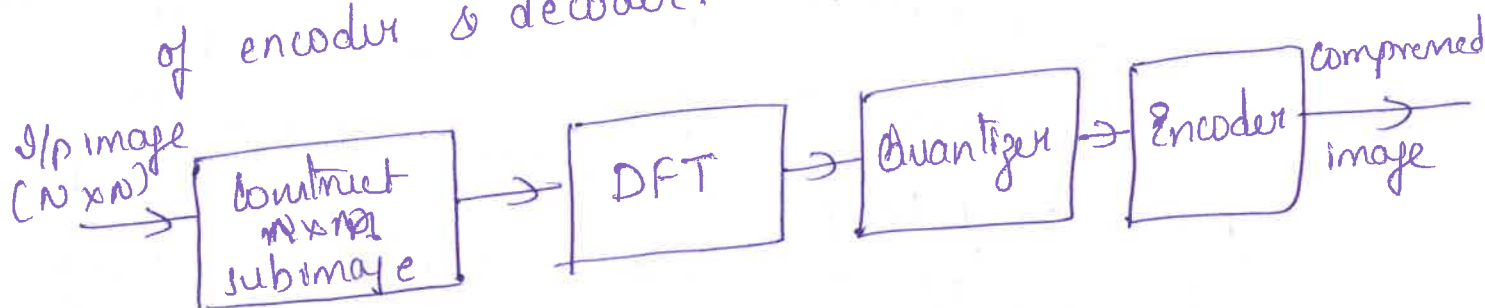 of encoder & decoder.
I/p image
(N x N)
Construct
n x n
subimage
DFT
Quantizer
Encoder
compressed
image